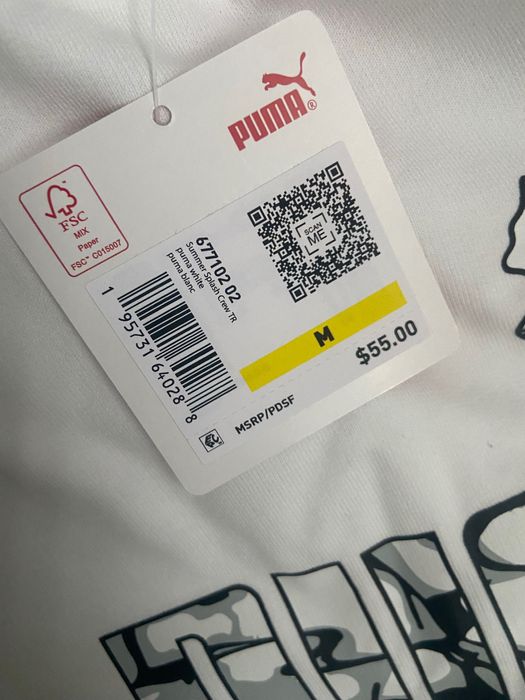 PUMA®
FSC
MIX
Paper
FSC™ C015007
SCAN
ME
677102 02
Summer Splash Crew TR
puma white
puma blanc
1 95731 64028 8
M
$55.00
MSRP/PDSF
PUM